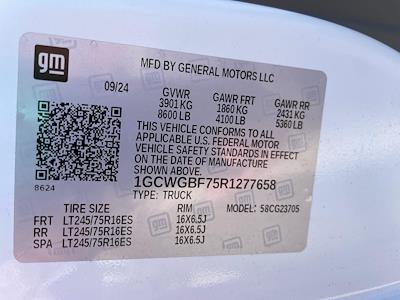 gm
MFD BY GENERAL MOTORS LLC
09/24
GVWR GAWR FRT GAWR RR
3901 KG 1860 KG 2431 KG
8600 LB 4100 LB 5360 LB
THIS VEHICLE CONFORMS TO ALL
APPLICABLE U.S. FEDERAL MOTOR
VEHICLE SAFETY STANDARDS IN EFFECT
ON THE DATE OF MANUFACTURE
SHOWN ABOVE.
1GCWGBF75R1277658
8624
TYPE: TRUCK
TIRE SIZE RIM MODEL: 58CG23705
FRT LT245/75R16ES 16X6.5J
RR LT245/75R16ES 16X6.5J
SPA LT245/75R16ES 16X6.5J